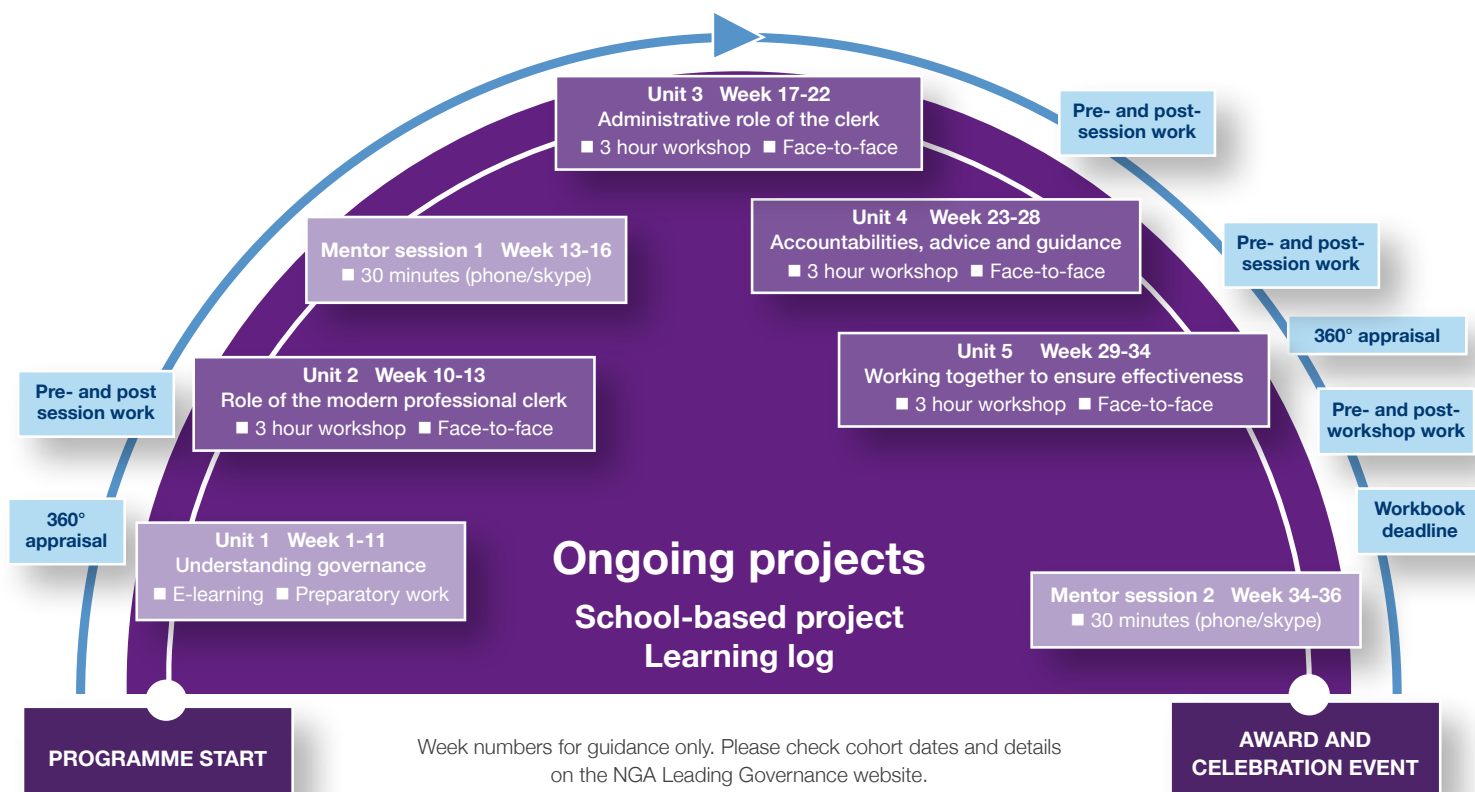 PROGRAMME START
360°
appraisal
Unit 1 Week 1-11
Understanding governance
■ E-learning ■ Preparatory work
Pre- and post
session work
Unit 2 Week 10-13
Role of the modern professional clerk
■ 3 hour workshop ■ Face-to-face
Mentor session 1 Week 13-16
■ 30 minutes (phone/skype)
Unit 3 Week 17-22
Administrative role of the clerk
■ 3 hour workshop ■ Face-to-face
Pre- and post-
session work
Unit 4 Week 23-28
Accountabilities, advice and guidance
■ 3 hour workshop ■ Face-to-face
Pre- and post-
session work
360° appraisal
Unit 5 Week 29-34
Working together to ensure effectiveness
■ 3 hour workshop ■ Face-to-face
Pre- and post-
workshop work
Workbook
deadline
Mentor session 2 Week 34-36
■ 30 minutes (phone/skype)
AWARD AND
CELEBRATION EVENT
Ongoing projects
School-based project
Learning log
Week numbers for guidance only. Please check cohort dates and details
on the NGA Leading Governance website.